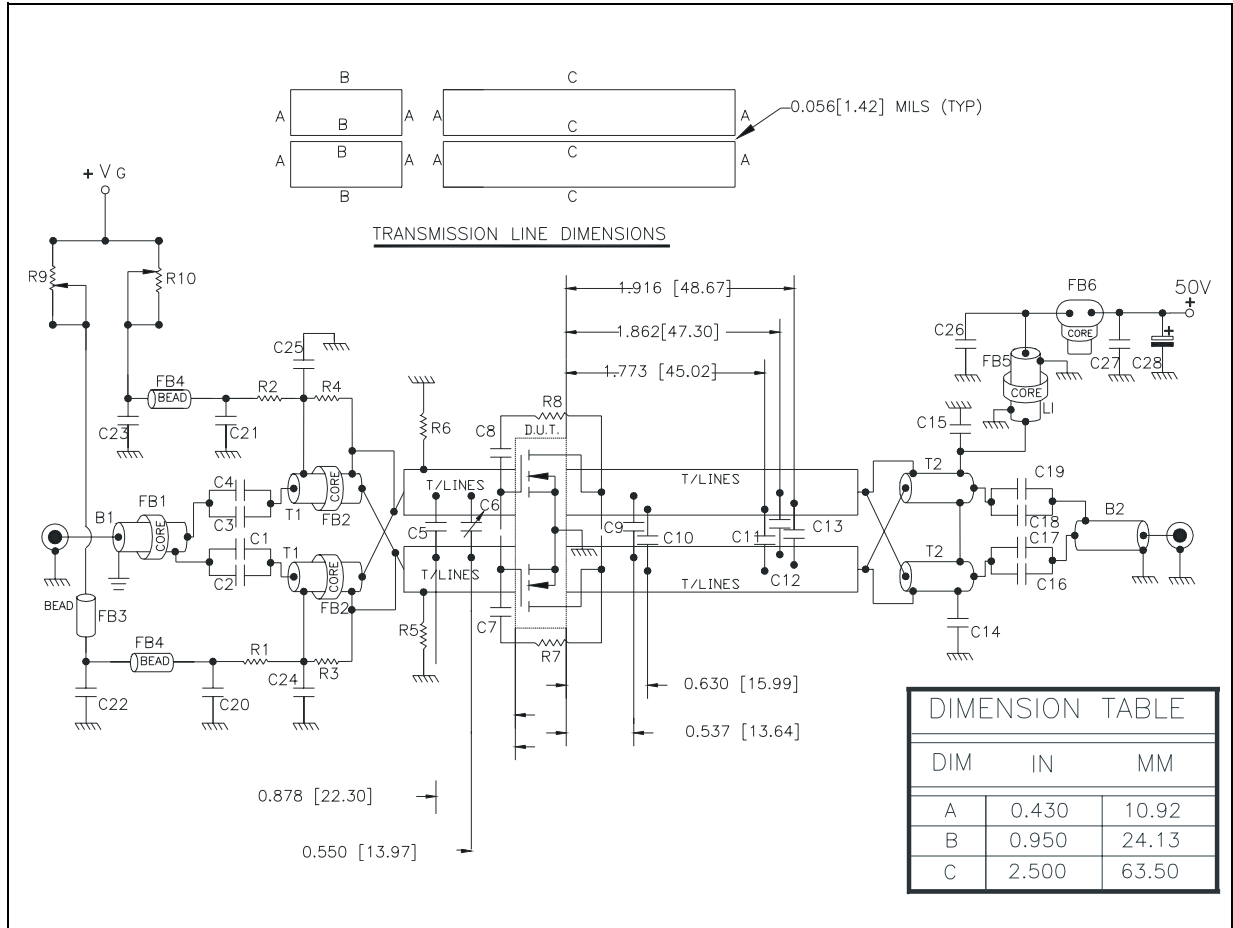 B C
A B A A C A
0.056[1.42] MILS (TYP)
A B A A C A
B C
TRANSMISSION LINE DIMENSIONS
+ V G
R9
R10
1.916 [48.67]
1.862[47.30]
1.773 [45.02]
FB6
50V
+
CORE
C26
C27
+
C28
FB5
CORE
L1
C25
FB4
BEAD
R2
R4
C23
C21
R6
R8
D.U.T.
C8
C15
T/LINES
T/LINES
T2
C19
C18
C4
C3
T1
CORE
FB2
B1
FB1
CORE
C5
C6
C9
C10
C11
C13
C12
B2
C1
C2
T1
CORE
FB2
T/LINES
T/LINES
T2
C17
C16
BEAD
FB3
C7
R5
R7
C14
FB4
BEAD
R1
R3
C22
C20
C24
0.630 [15.99]
0.537 [13.64]
0.878 [22.30]
0.550 [13.97]
DIMENSION TABLE
DIM IN MM
A 0.430 10.92
B 0.950 24.13
C 2.500 63.50